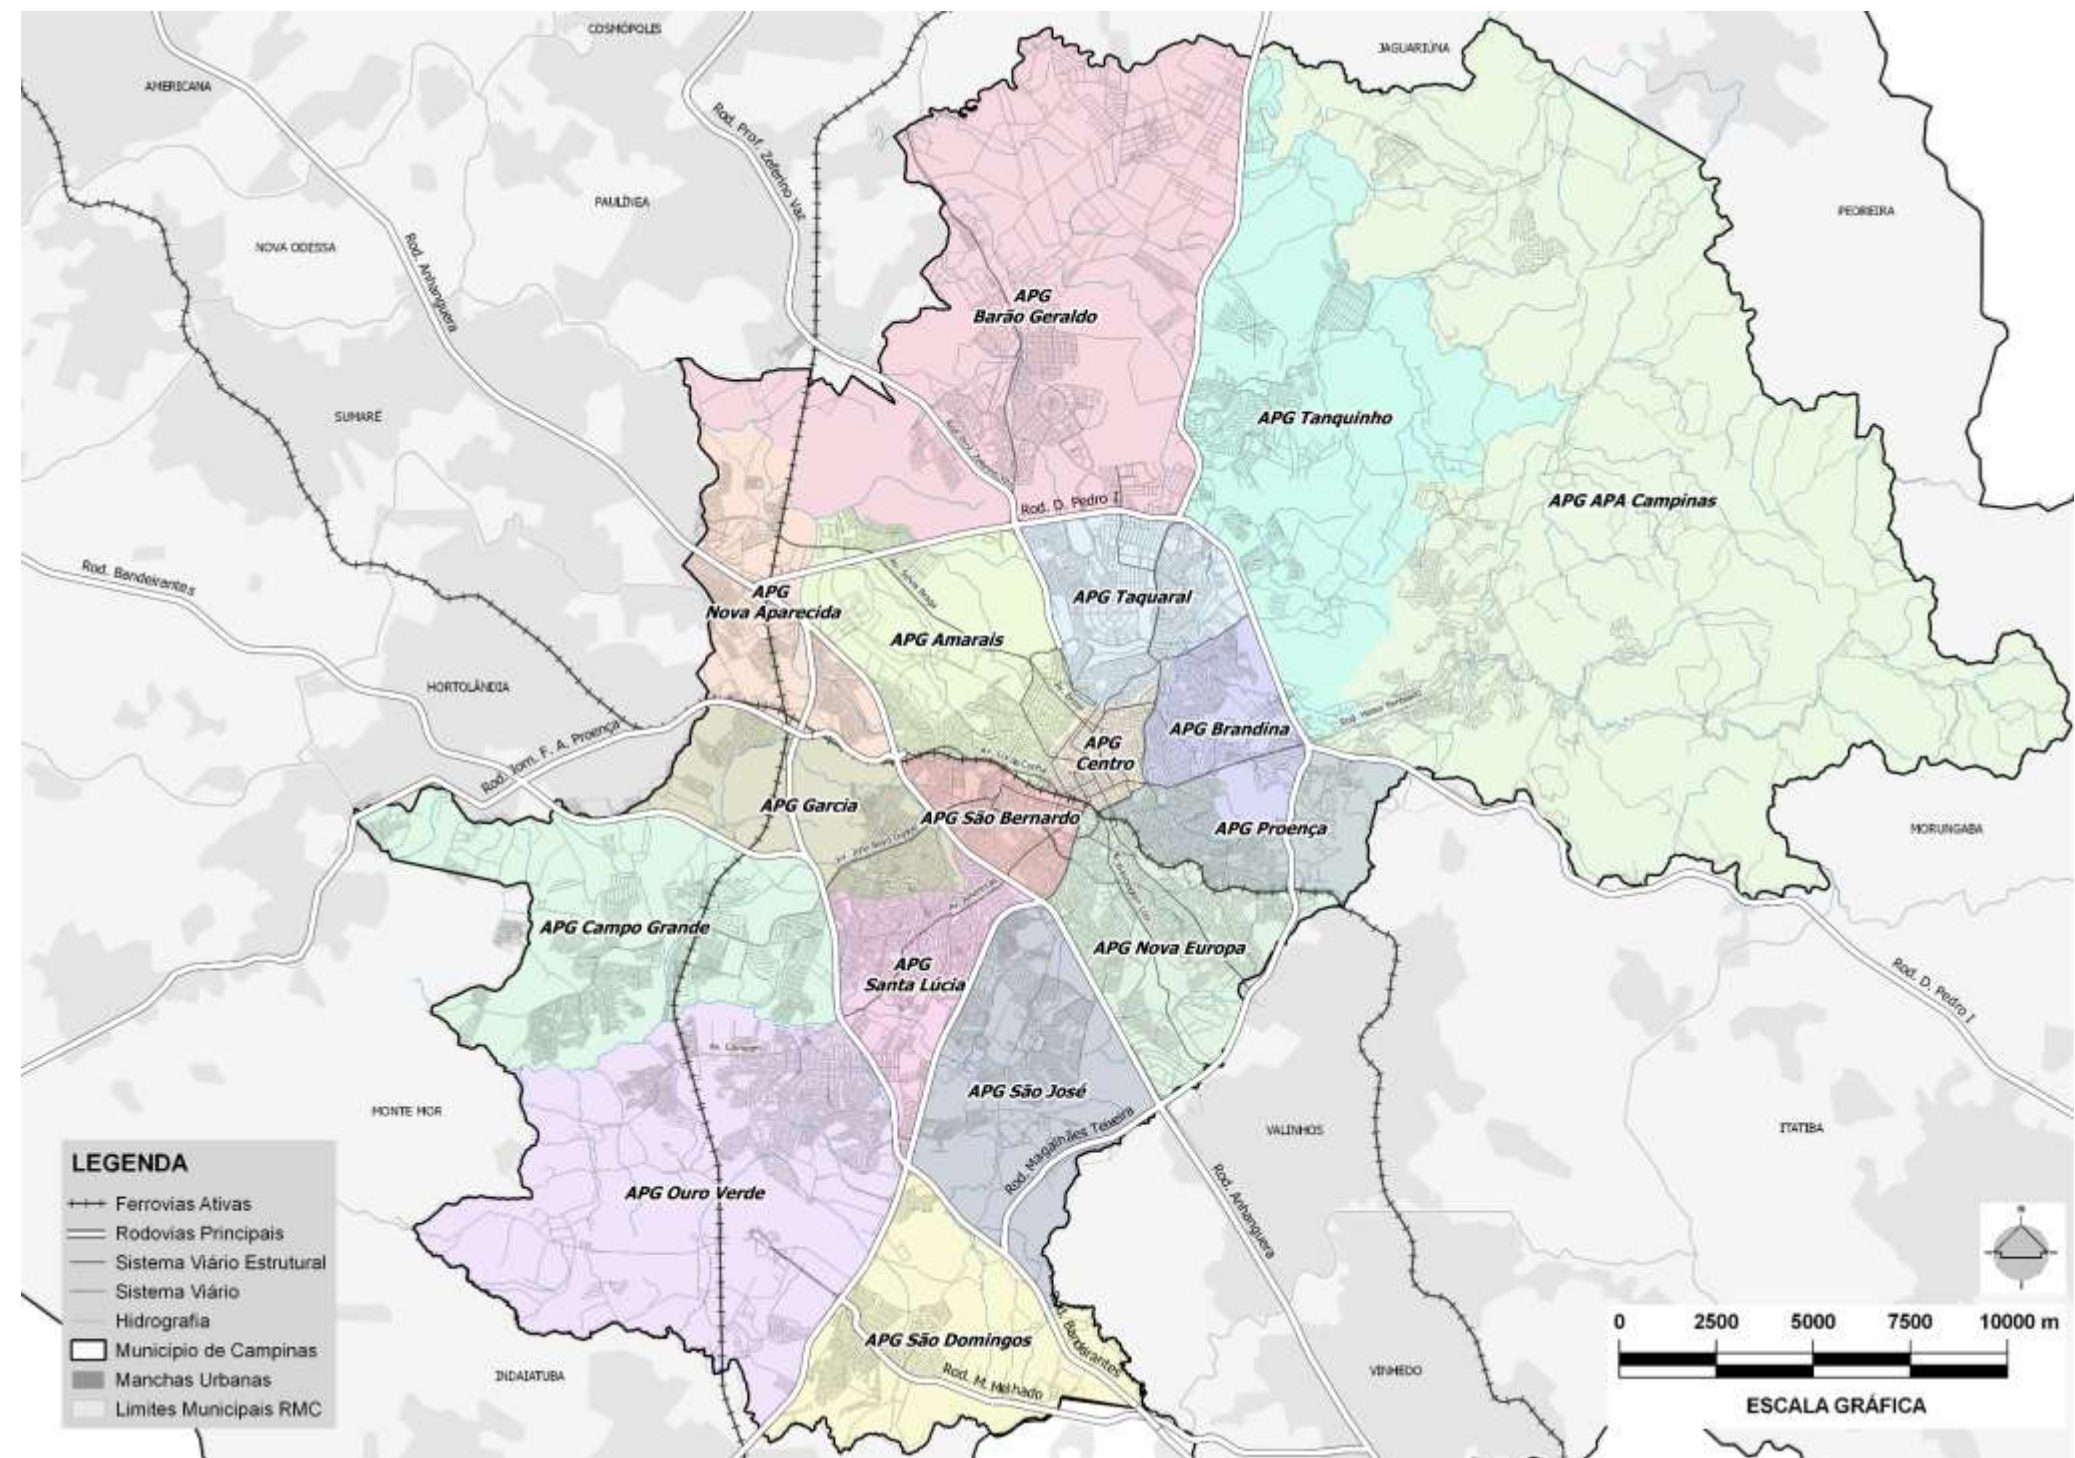 COSMÓPOLIS
JAGUARIÚNA
AMERICANA
Rod. Prof. Zeferino Vaz
PAULÍNEA
PEDREIRA
NOVA ODESSA
Rod. Anhanguera
APG
Barão Geraldo
SUMARÉ
APG Tanquinho
Rod. D. Pedro I
APG APA Campinas
Rod. Bandeirantes
APG
Nova Aparecida
APG Taquaral
APG Amarais
HORTOLÂNDIA
Rod. Jorn. F. A. Proença
APG Brandina
APG
Centro
APG Garcia
APG São Bernardo
APG Proença
MORUNGABA
APG Campo Grande
APG Nova Europa
APG
Santa Lúcia
Rod. D. Pedro I
APG São José
MONTE MOR
Rod. Magalhães Teixeira
VALINHOS
ITATIBA
APG Ouro Verde
Rod. Anhanguera
APG São Domingos
Bandeirantes
Rod. M. Melhado
INDAIATUBA
VINHEDO
LEGENDA
Ferrovias Ativas
Rodovias Principais
Sistema Viário Estrutural
Sistema Viário
Hidrografia
Município de Campinas
Manchas Urbanas
Limites Municipais RMC
0 2500 5000 7500 10000 m
ESCALA GRÁFICA